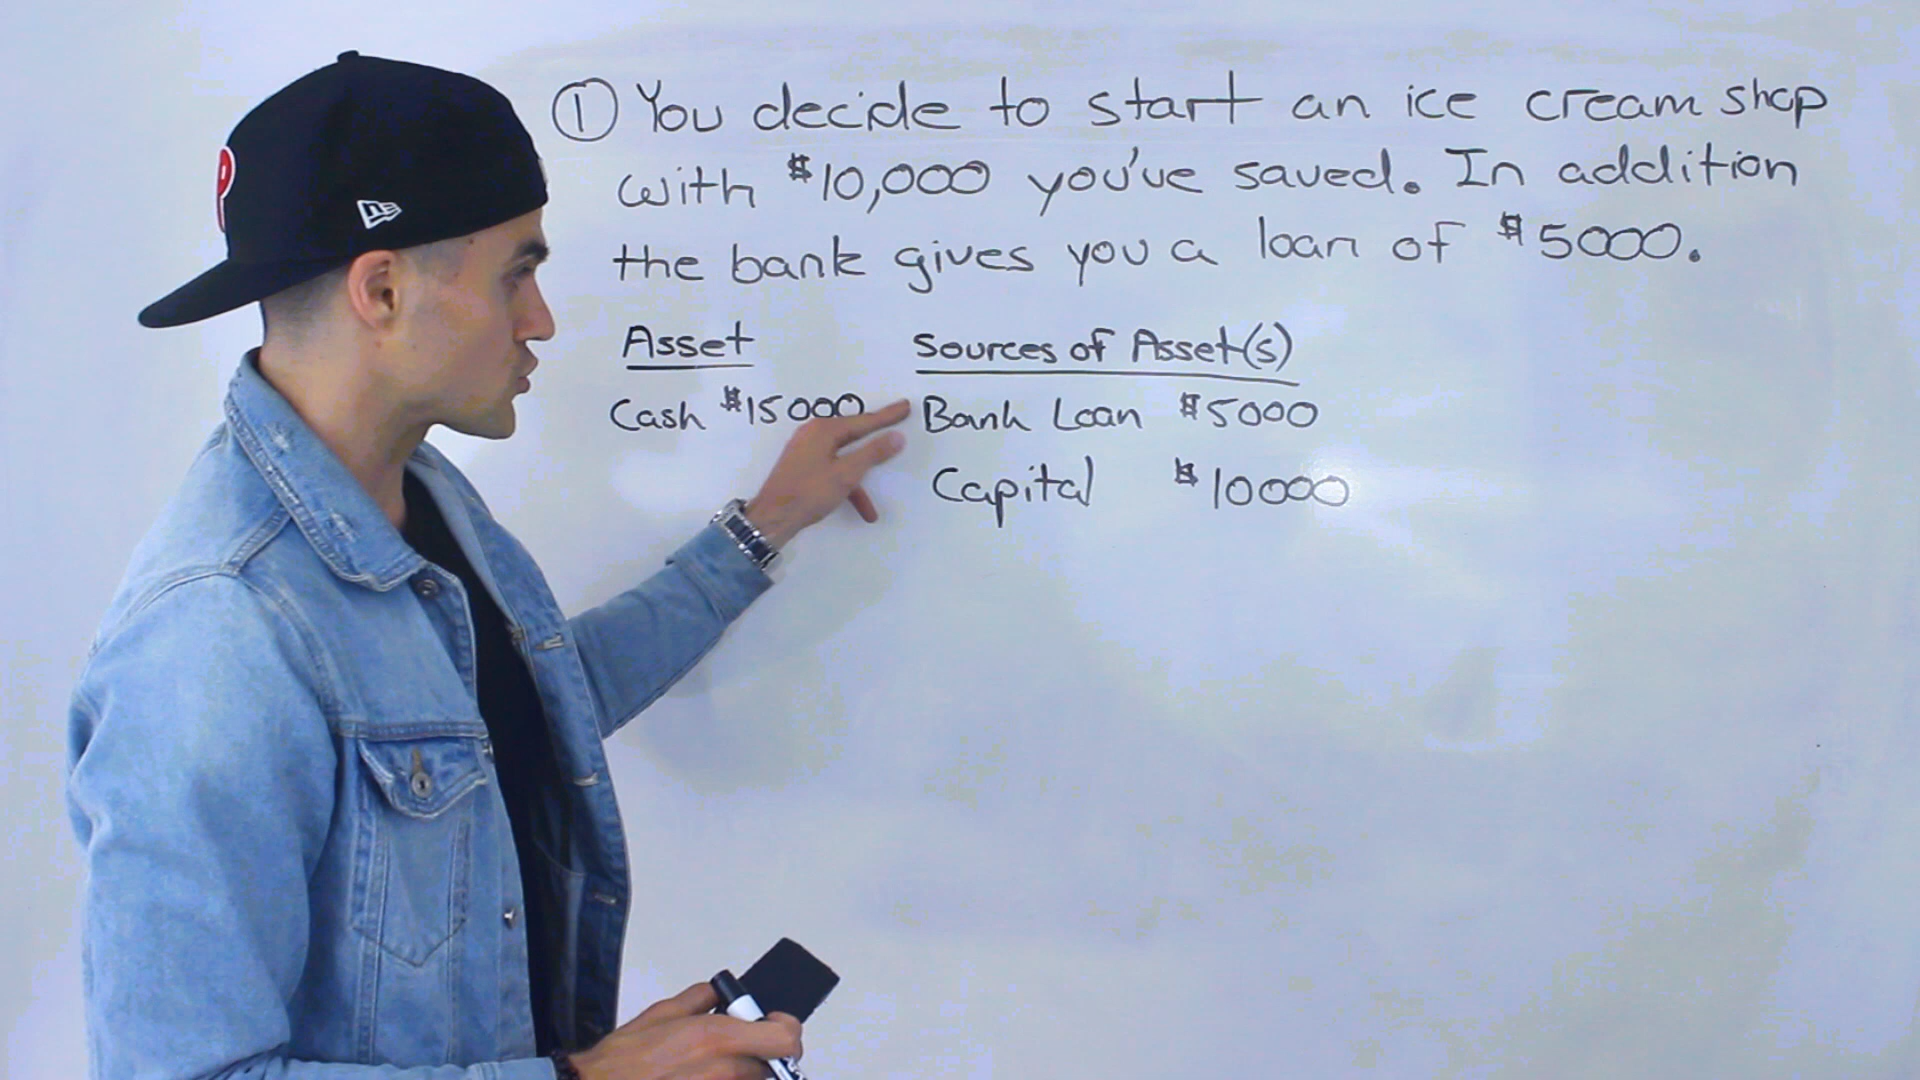 ① You decide to start an ice cream shop
with $10,000 you've saved. In addition
the bank gives you a loan of $5000.
Asset Sources of Asset(s)
Cash $15000 Bank Loan $5000
Capital $10000